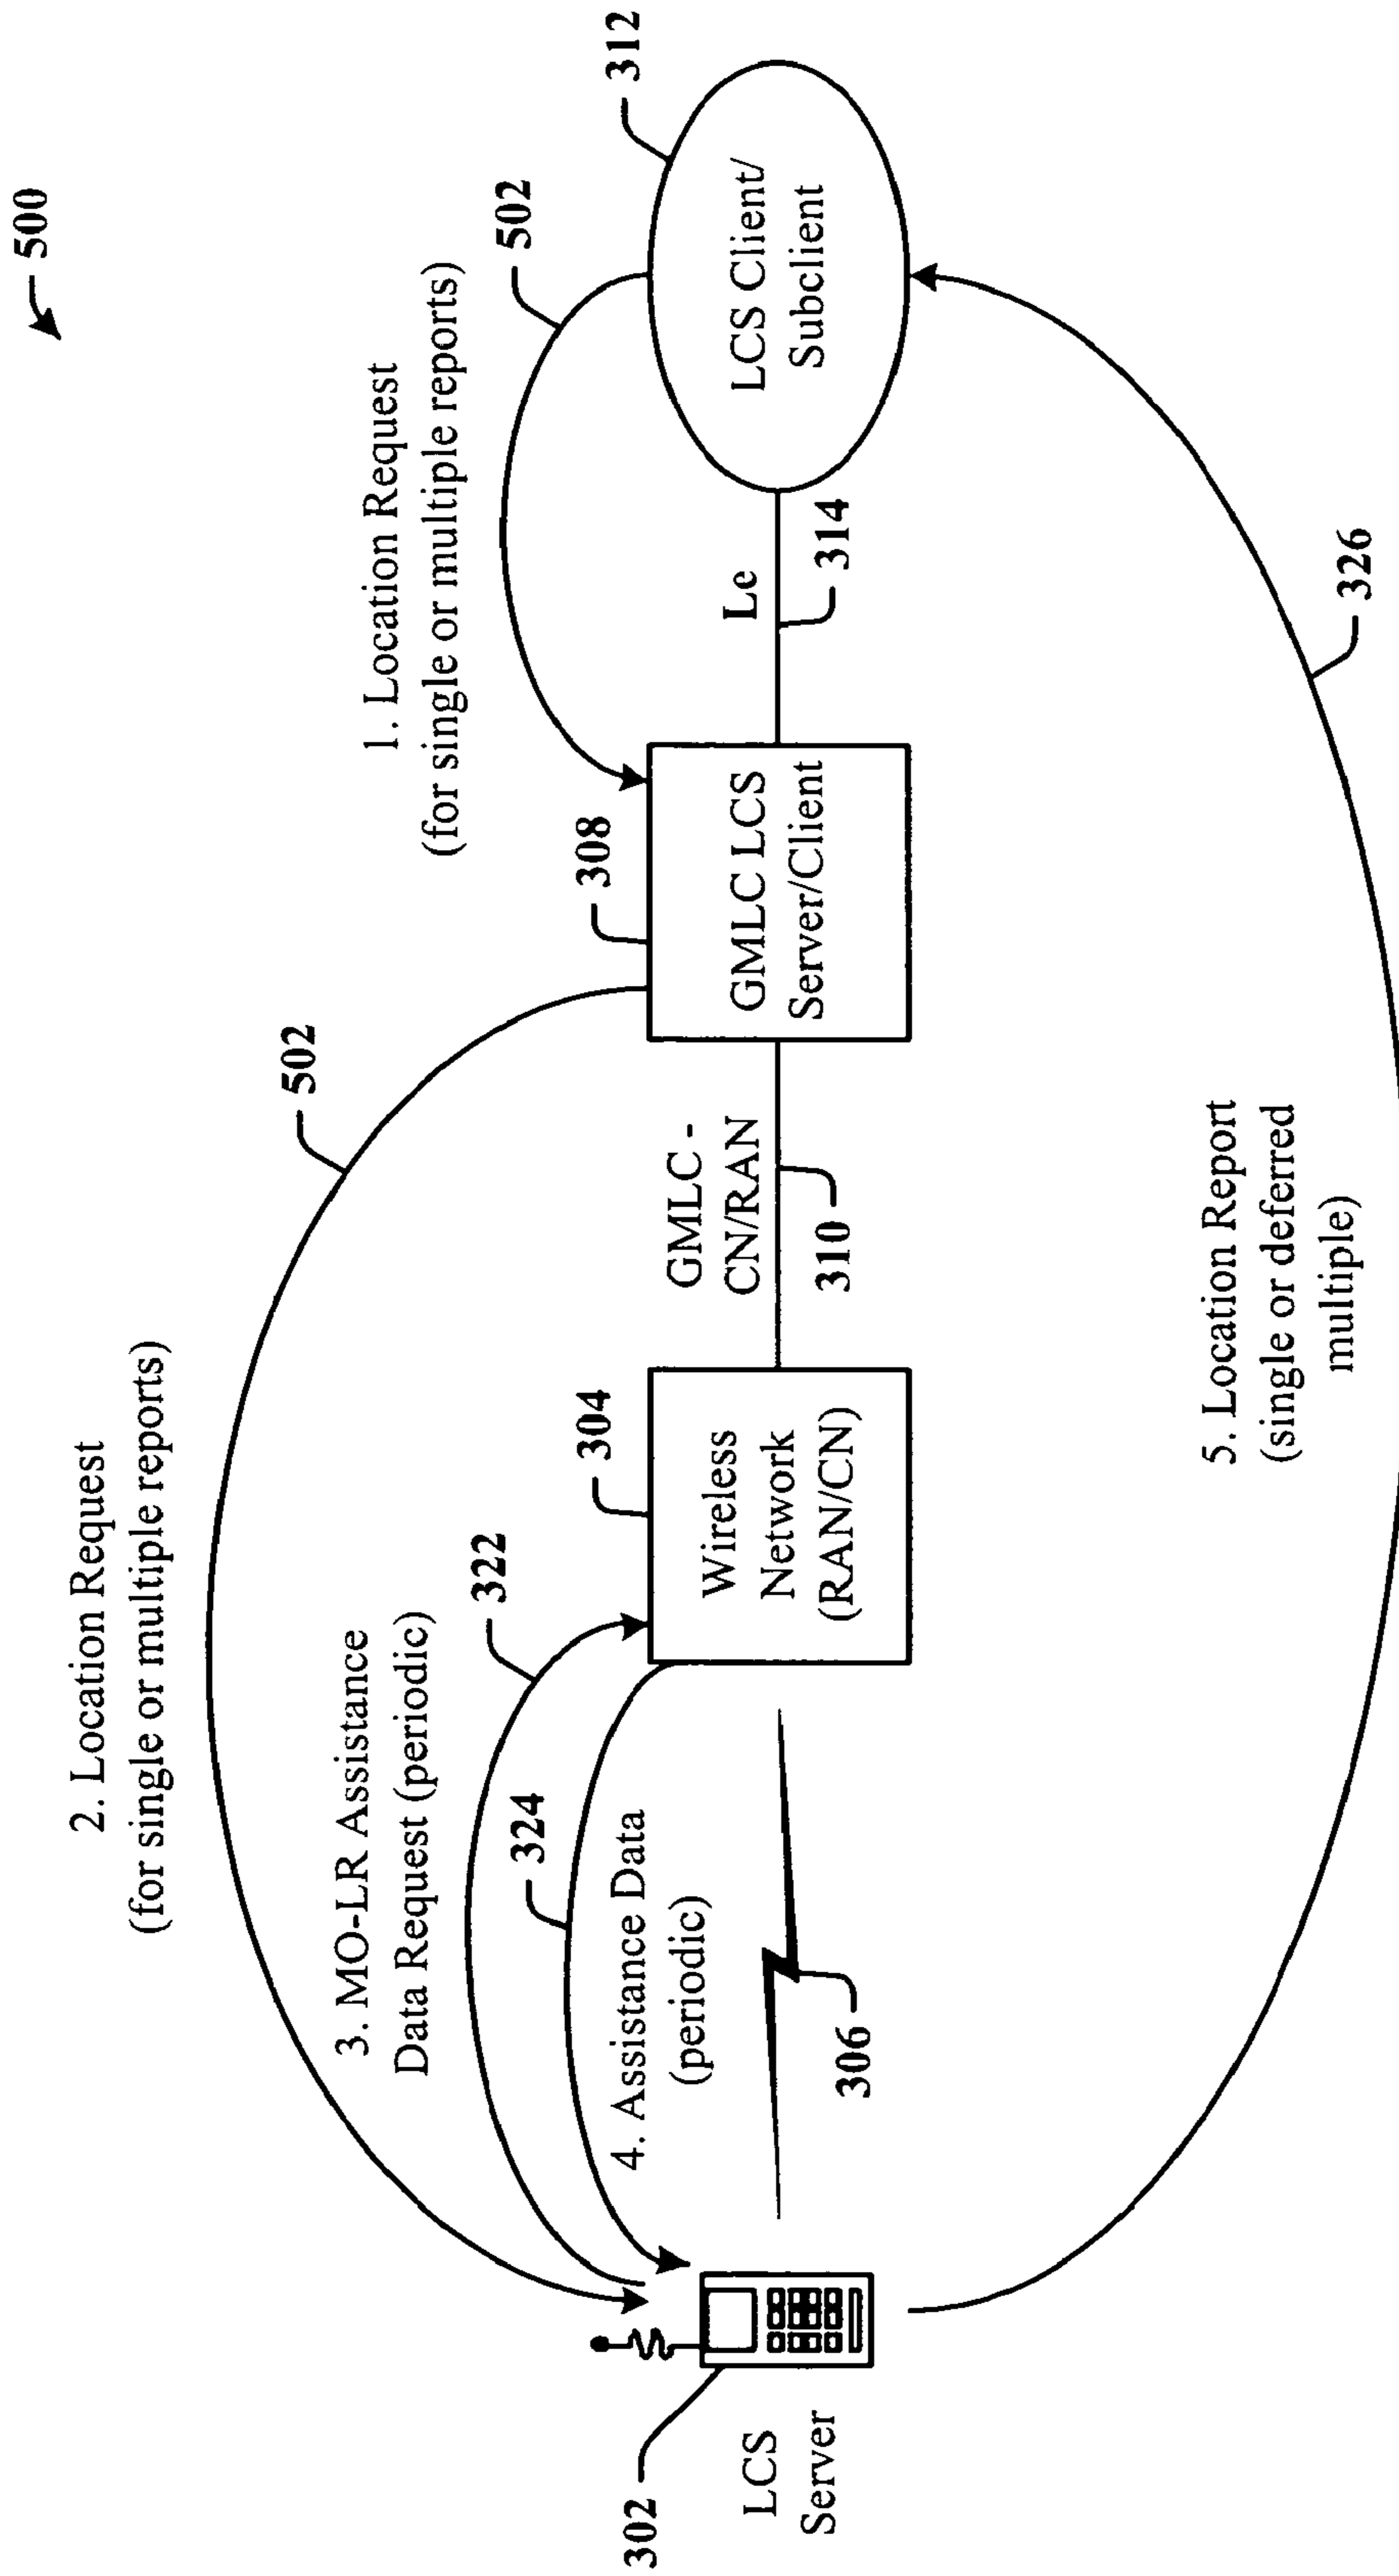 500
2. Location Request
(for single or multiple reports)
502
1. Location Request
(for single or multiple reports)
502
3. MO-LR Assistance
Data Request (periodic)
322
324
4. Assistance Data
(periodic)
302
LCS
Server
306
304
Wireless
Network
(RAN/CN)
GMLC -
CN/RAN
310
308
GMLC LCS
Server/Client
Le
314
312
LCS Client/
Subclient
5. Location Report
(single or deferred
multiple)
326